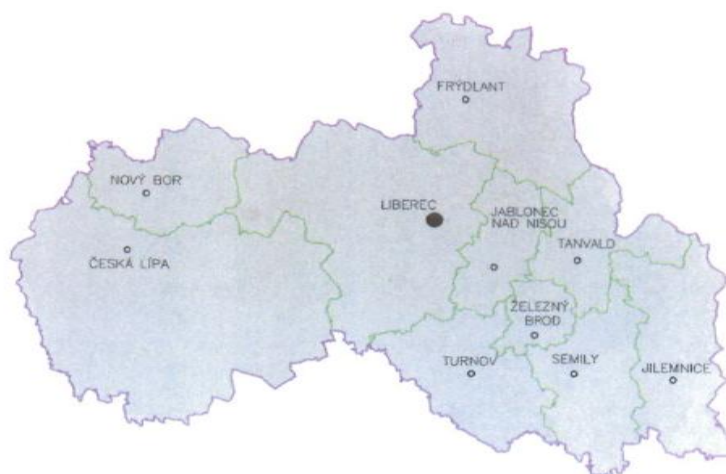 FRÝDLANT
NOVÝ BOR
LIBEREC
JABLONEC
NAD NISOU
TANVALD
ČESKÁ LÍPA
ŽELEZNÝ
BROD
TURNOV
SEMILY
JILEMNICE